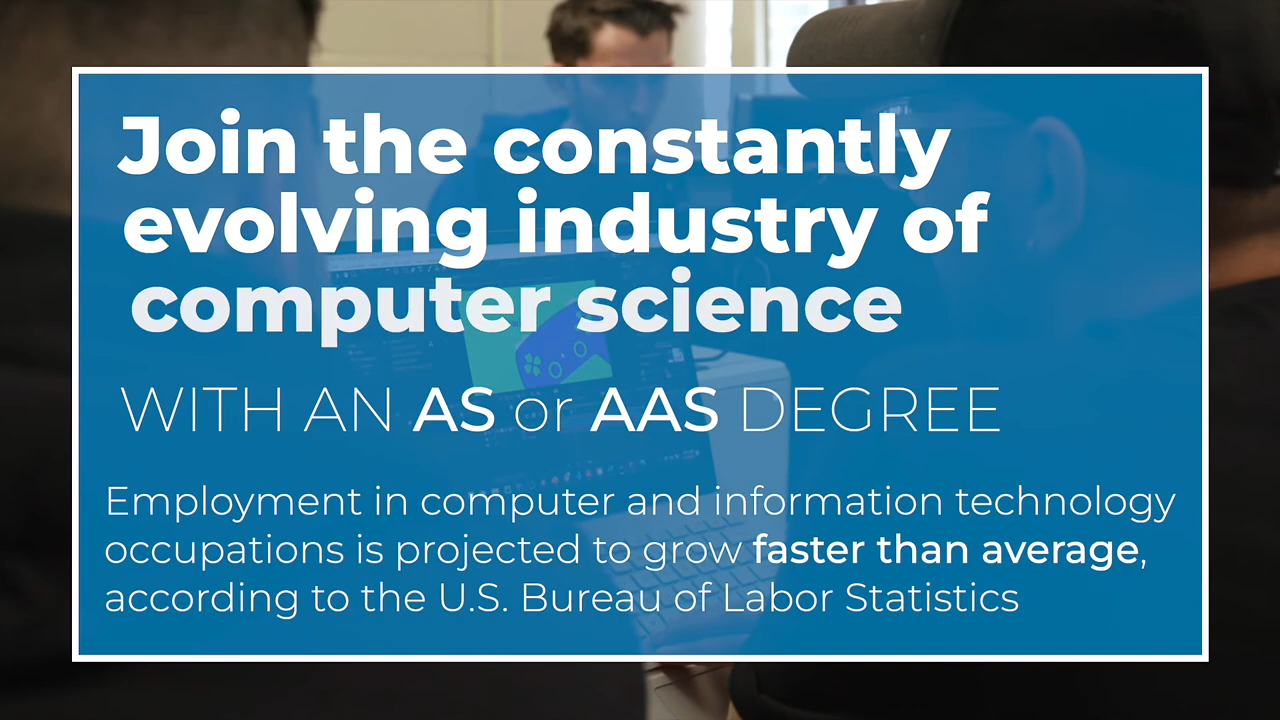 Join the constantly
evolving industry of
computer science
WITH AN AS or AAS DEGREE
Employment in computer and information technology
occupations is projected to grow faster than average,
according to the U.S. Bureau of Labor Statistics